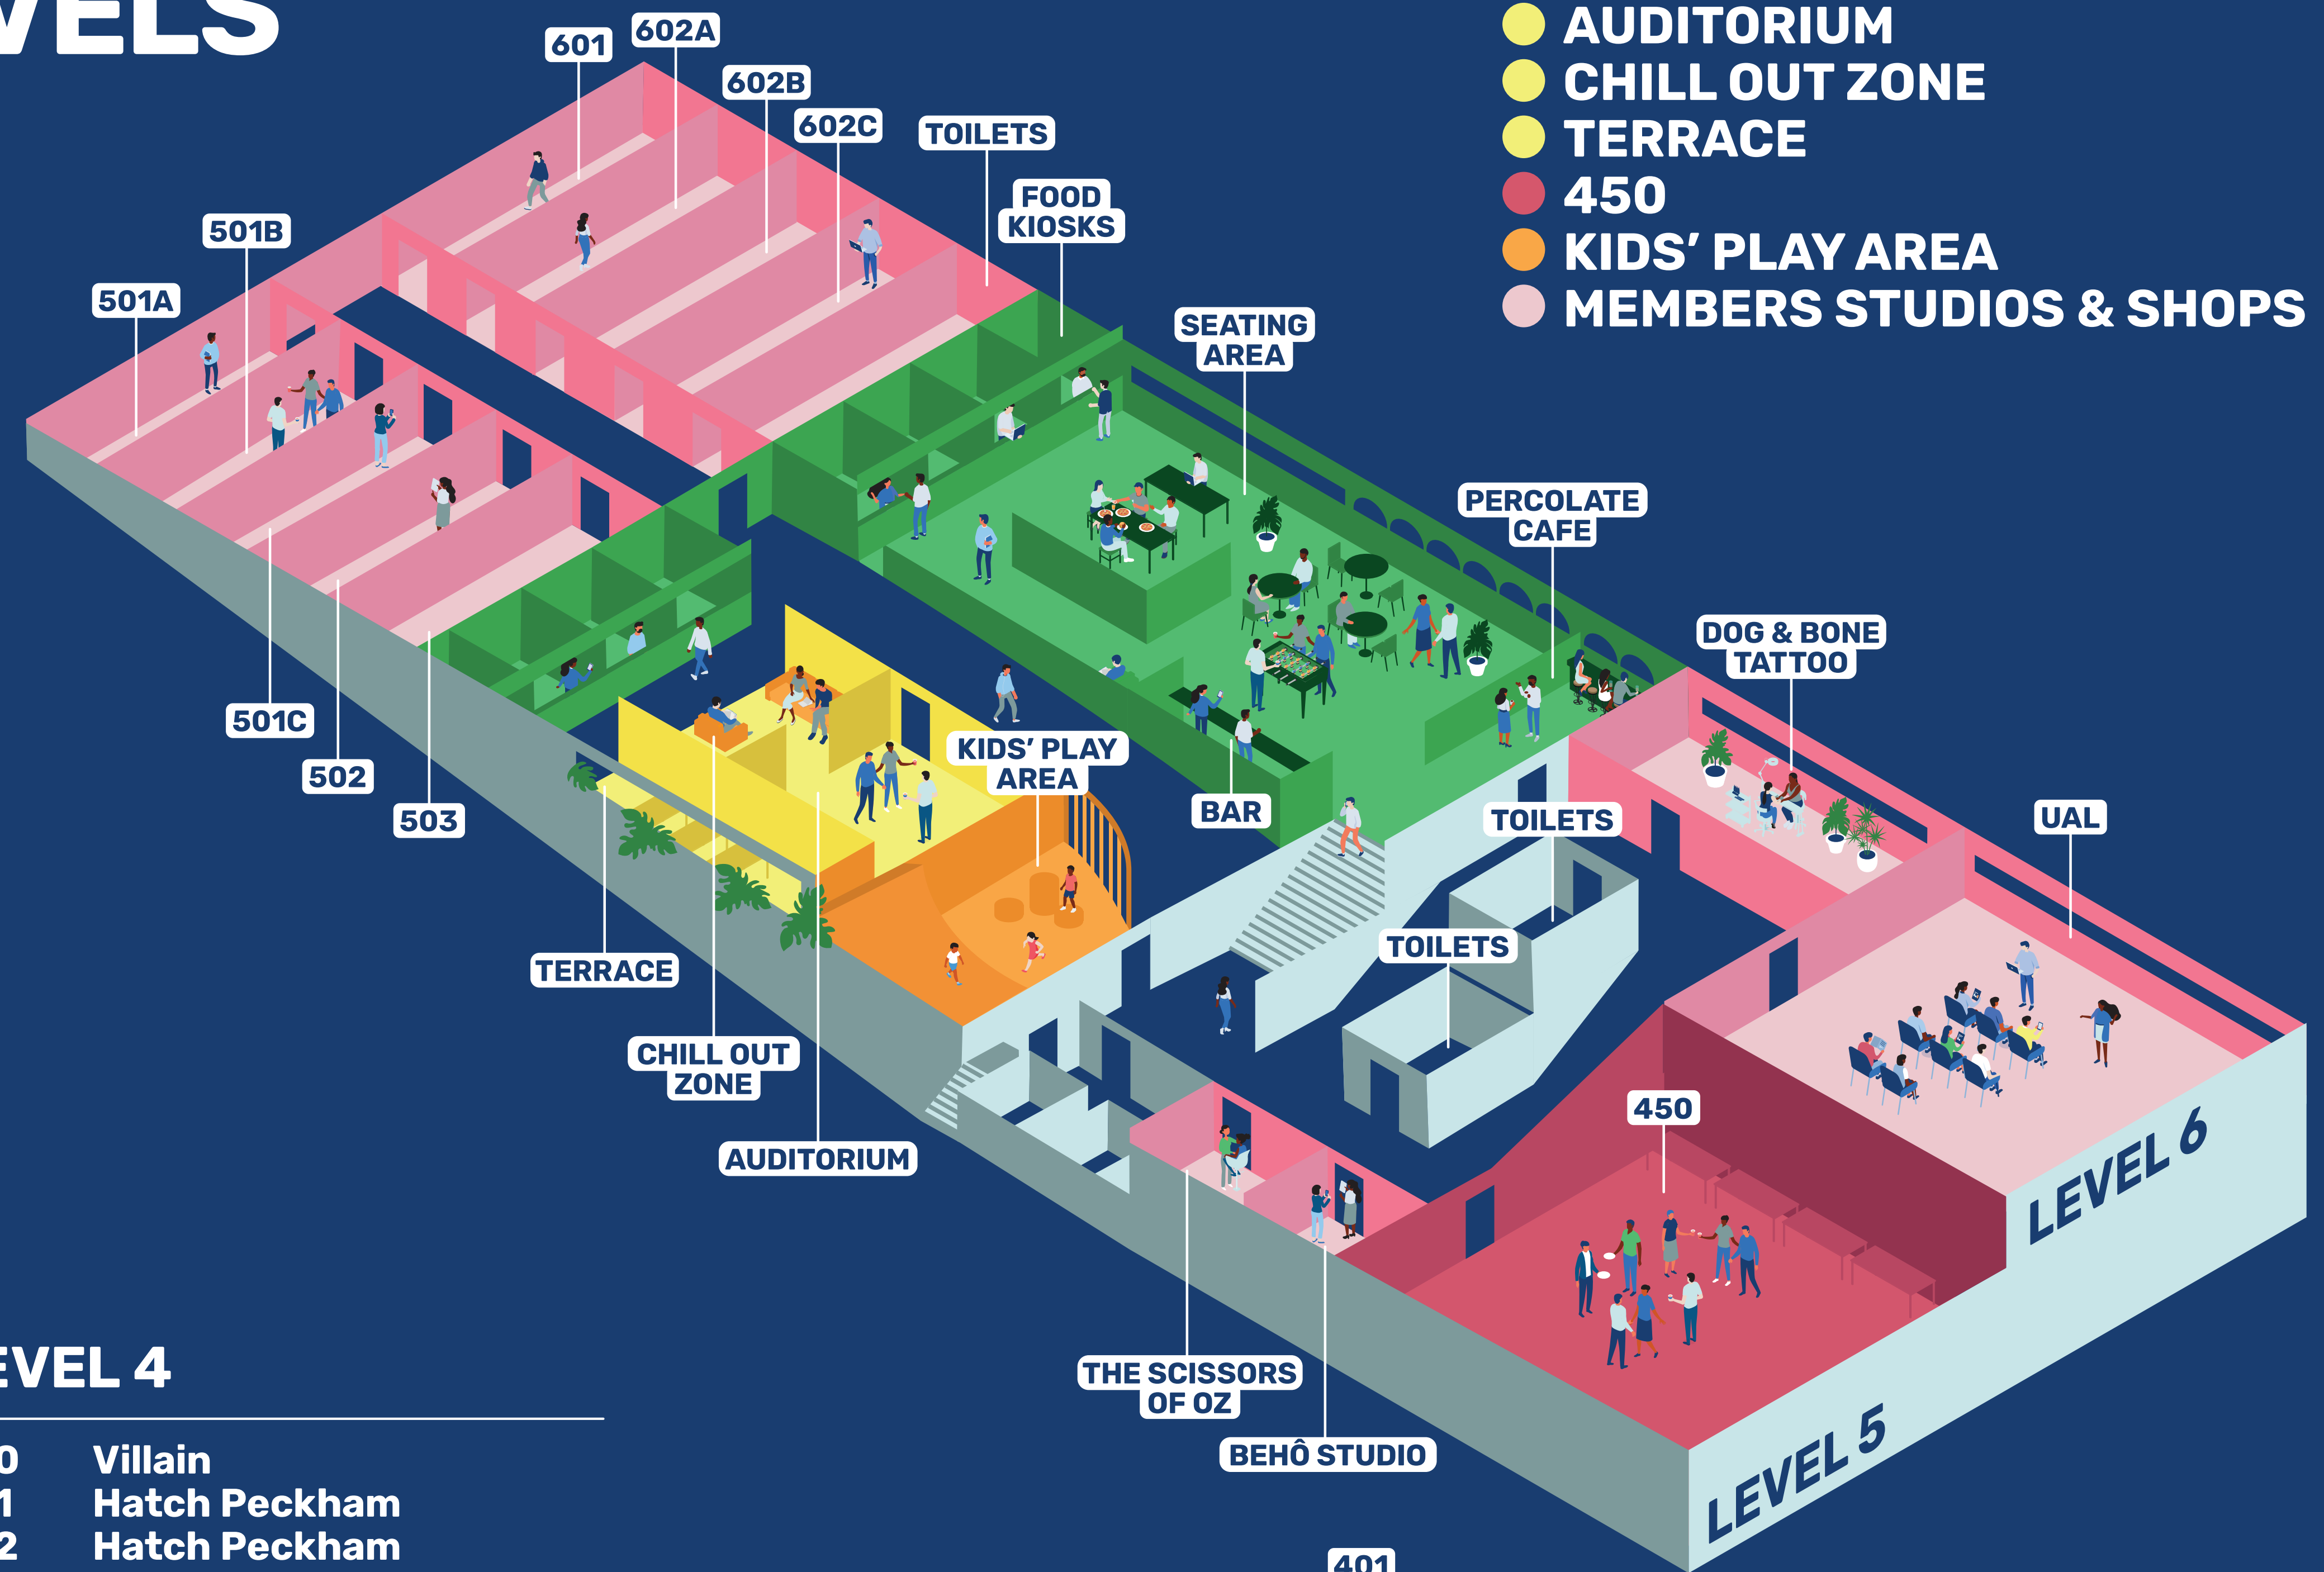 VELS
AUDITORIUM
CHILL OUT ZONE
TERRACE
450
KIDS’ PLAY AREA
MEMBERS STUDIOS & SHOPS
601
602A
602B
602C
TOILETS
FOOD
KIOSKS
501B
501A
SEATING
AREA
PERCOLATE
CAFE
DOG & BONE
TATTOO
501C
502
503
KIDS’ PLAY
AREA
BAR
TOILETS
UAL
TOILETS
TERRACE
CHILL OUT
ZONE
AUDITORIUM
450
LEVEL 6
THE SCISSORS
OF OZ
BEHÔ STUDIO
LEVEL 5
EVEL 4
0 Villain
1 Hatch Peckham
2 Hatch Peckham
401